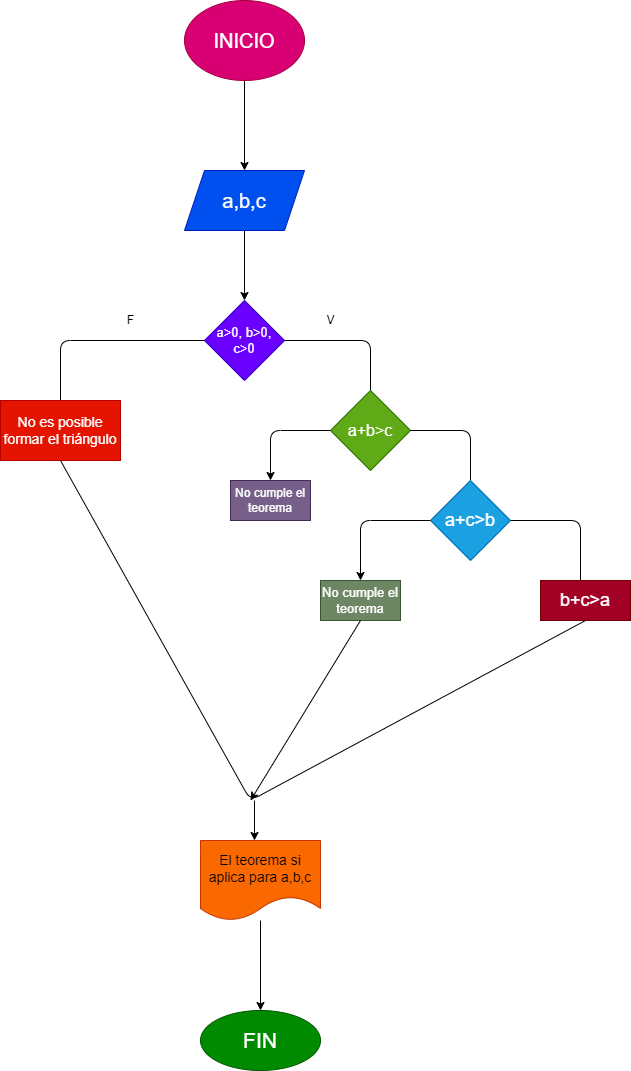 INICIO
a,b,c
a>0, b>0,
c>0
F
V
No es posible
formar el triángulo
a+b>c
No cumple el
teorema
a+c>b
No cumple el
teorema
b+c>a
El teorema si
aplica para a,b,c
FIN